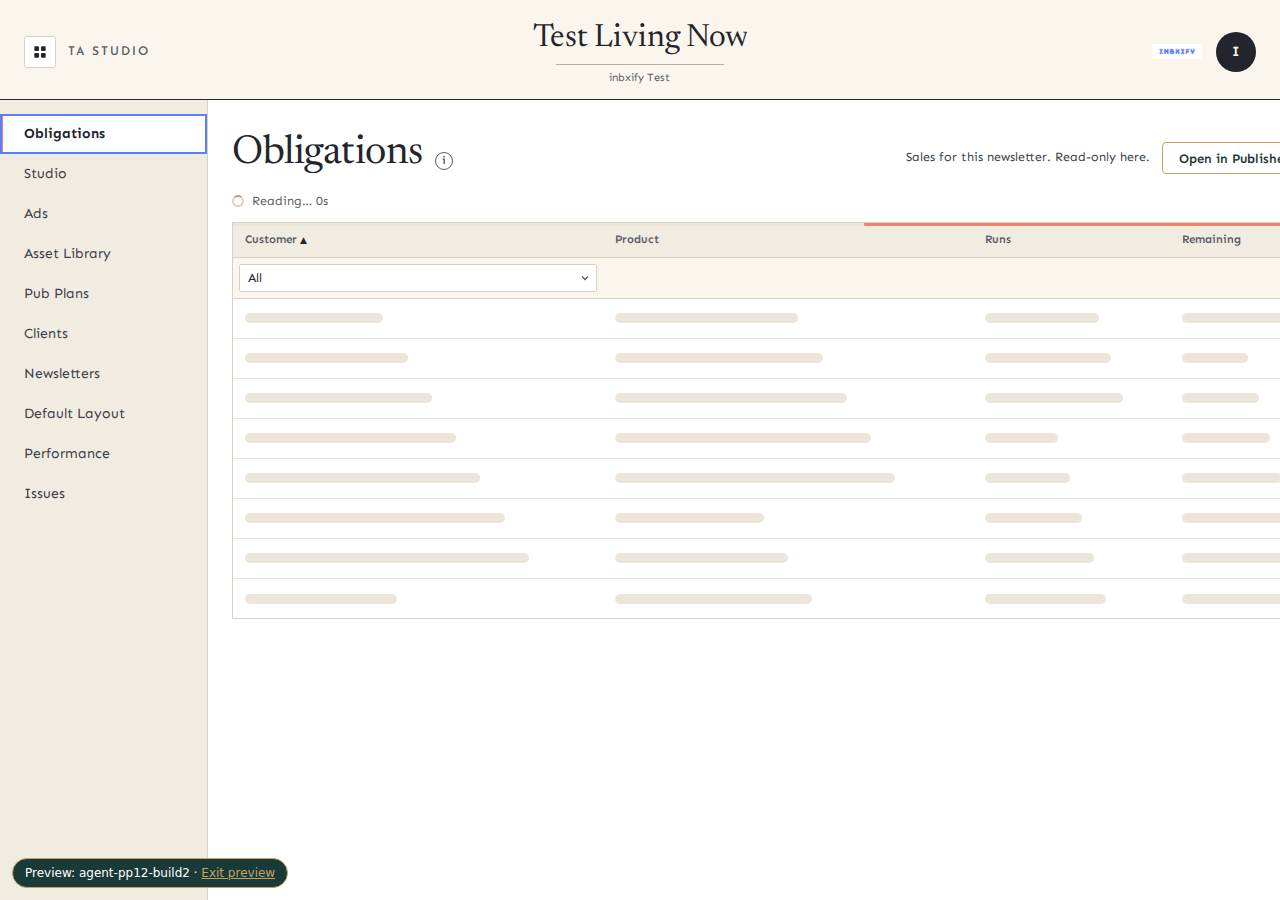 TA STUDIO
Test Living Now
inbxify Test
INBXIFY
I
Obligations
Studio
Ads
Asset Library
Pub Plans
Clients
Newsletters
Default Layout
Performance
Issues
Obligations
i
Sales for this newsletter. Read-only here.
Open in Publishe
Reading... 0s
Customer ▲
Product
Runs
Remaining
All
Preview: agent-pp12-build2 · Exit preview